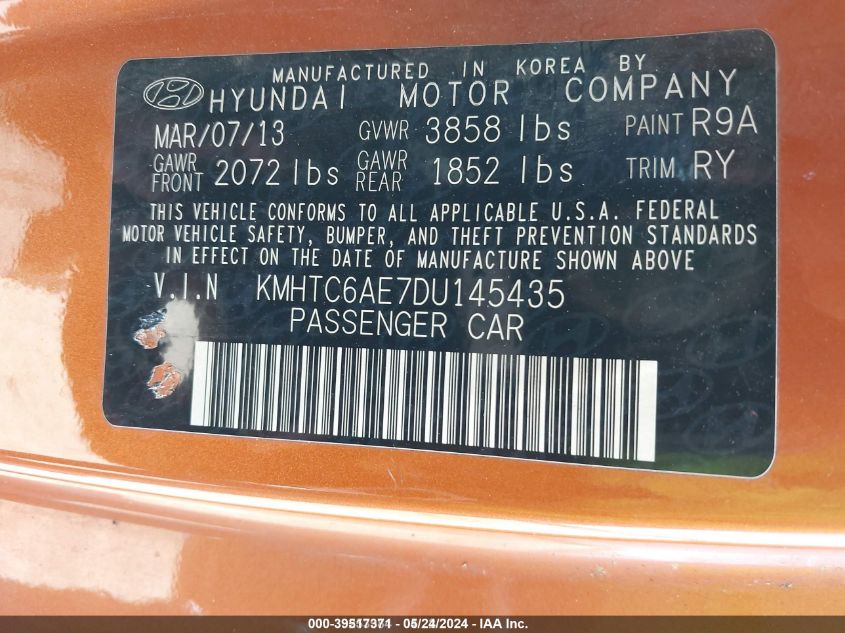 MANUFACTURED IN KOREA BY
HYUNDAI MOTOR COMPANY
MAR/07/13 GVWR 3858 lbs PAINT R9A
GAWR FRONT 2072 lbs GAWR REAR 1852 lbs TRIM RY
THIS VEHICLE CONFORMS TO ALL APPLICABLE U.S.A. FEDERAL
MOTOR VEHICLE SAFETY, BUMPER, AND THEFT PREVENTION STANDARDS
IN EFFECT ON THE DATE OF MANUFACTURE SHOWN ABOVE
V.I.N KMHTC6AE7DU145435
PASSENGER CAR
000-39517371 - 05/24/2024 - IAA Inc.